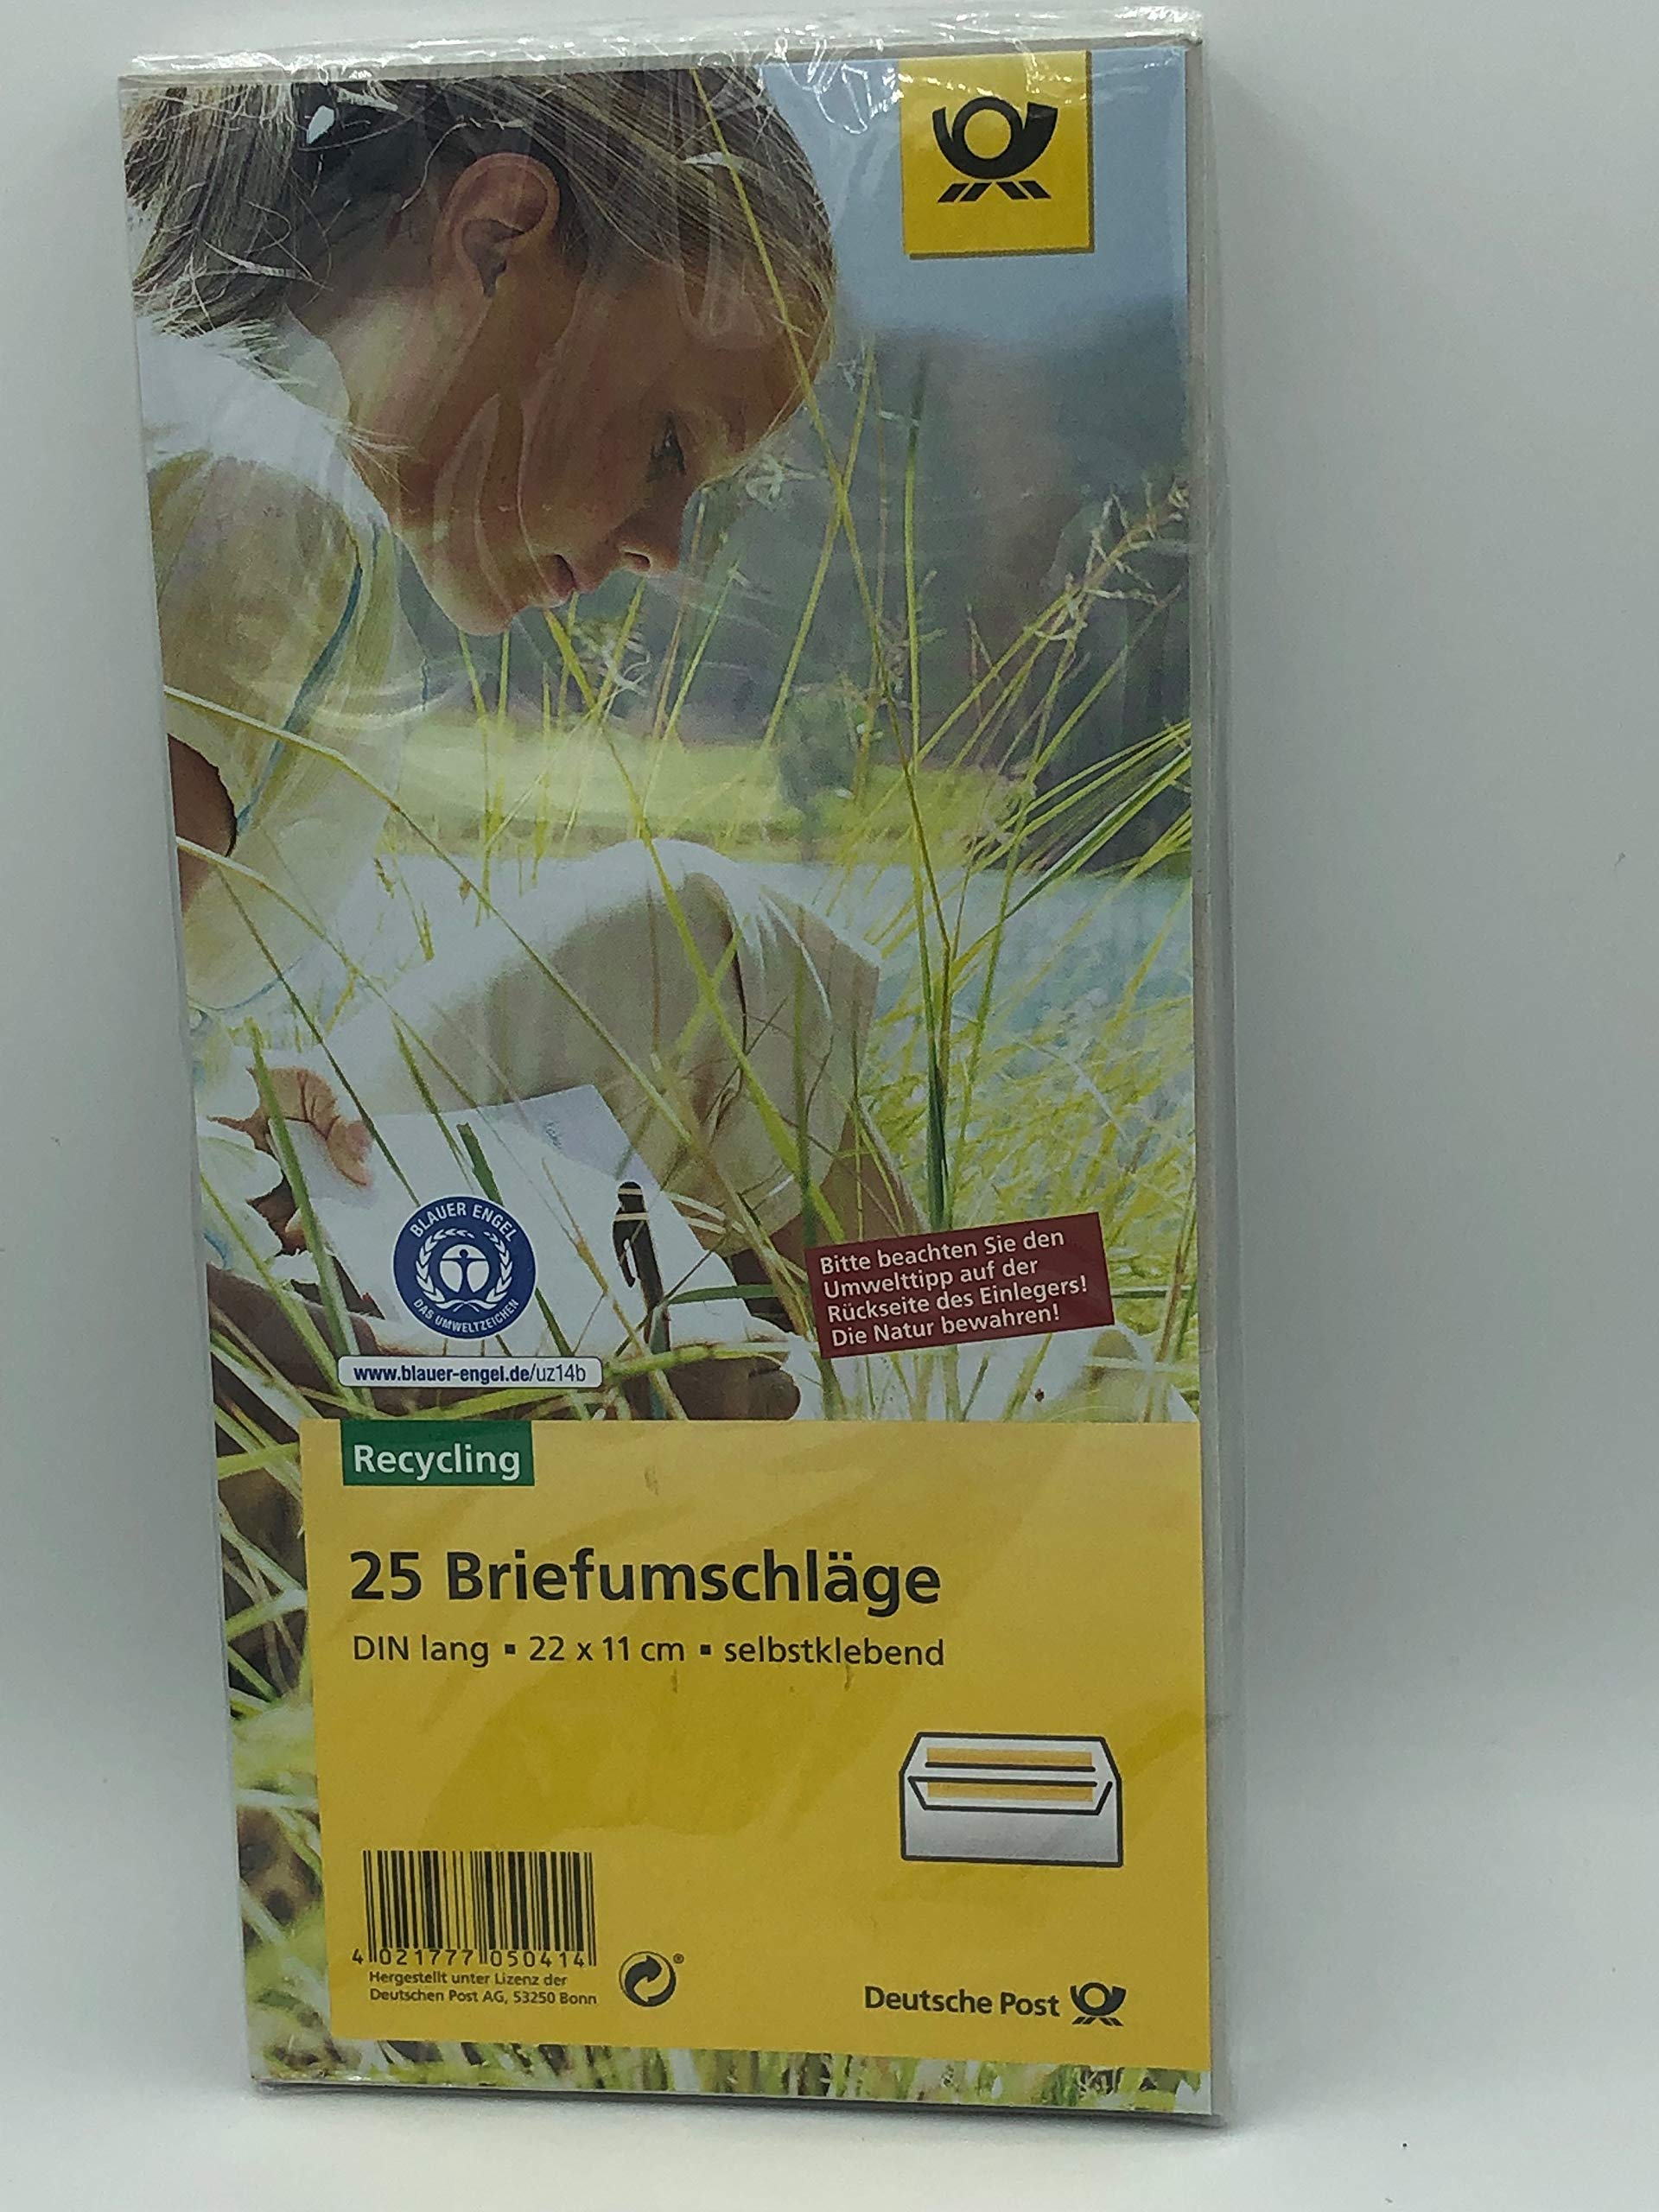 BLAUER ENGEL
DAS UMWELTZEICHEN
www.blauer-engel.de/uz14b
Bitte beachten Sie den
Umwelttipp auf der
Rückseite des Einlegers!
Die Natur bewahren!
Recycling
25 Briefumschläge
DIN lang ▪ 22 x 11 cm ▪ selbstklebend
4 021777 050414
Hergestellt unter Lizenz der
Deutschen Post AG, 53250 Bonn
®
Deutsche Post